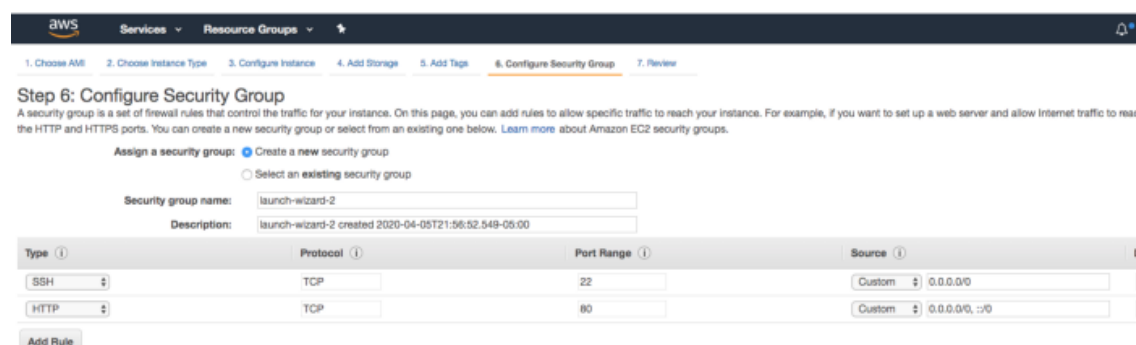 aws Services Resource Groups
1. Choose AMI 2. Choose Instance Type 3. Configure Instance 4. Add Storage 5. Add Tags 6. Configure Security Group 7. Review
Step 6: Configure Security Group
A security group is a set of firewall rules that control the traffic for your instance. On this page, you can add rules to allow specific traffic to reach your instance. For example, if you want to set up a web server and allow Internet traffic to
the HTTP and HTTPS ports. You can create a new security group or select from an existing one below. Learn more about Amazon EC2 security groups.
Assign a security group: Create a new security group
Select an existing security group
Security group name: launch-wizard-2
Description: launch-wizard-2 created 2020-04-05T21:56:52.549-05:00
Type Protocol Port Range Source
SSH TCP 22 Custom 0.0.0.0/0
HTTP TCP 80 Custom 0.0.0.0/0, ::/0
Add Rule